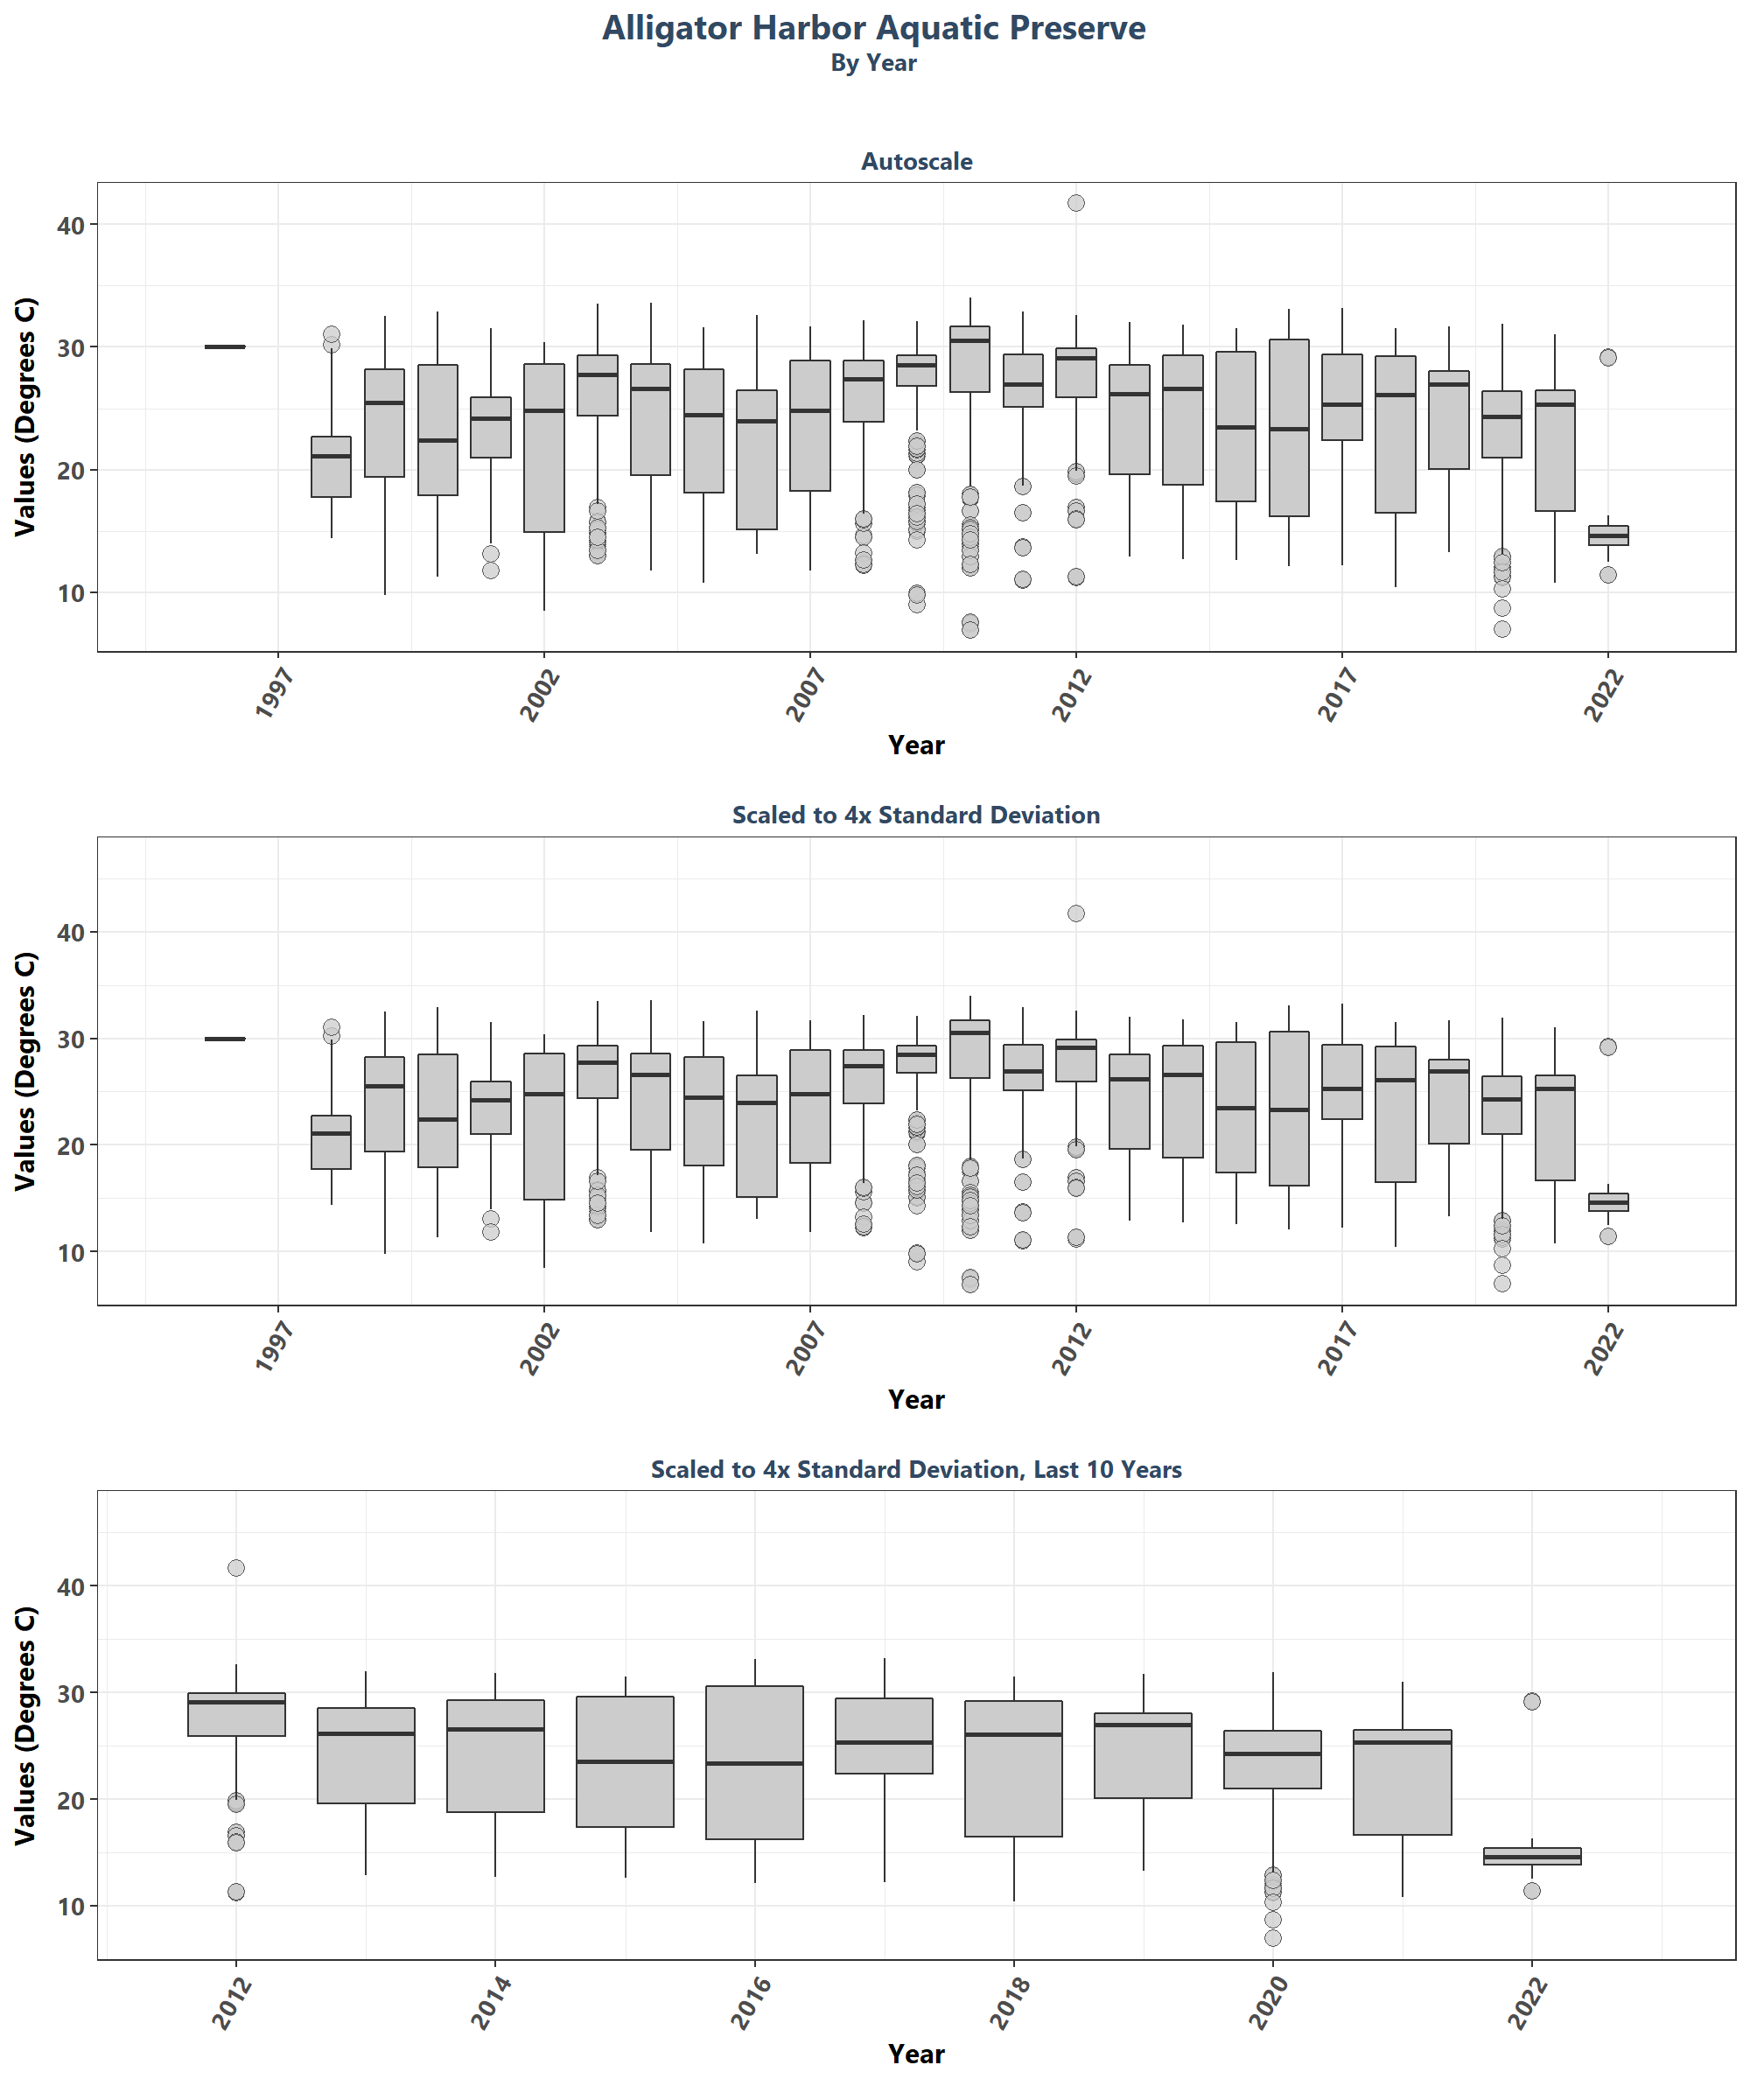 Alligator Harbor Aquatic Preserve
By Year
Autoscale
Values (Degrees C)
40
30
20
10
1997
2002
2007
2012
2017
2022
Year
Scaled to 4x Standard Deviation
Values (Degrees C)
40
30
20
10
1997
2002
2007
2012
2017
2022
Year
Scaled to 4x Standard Deviation, Last 10 Years
Values (Degrees C)
40
30
20
10
2012
2014
2016
2018
2020
2022
Year